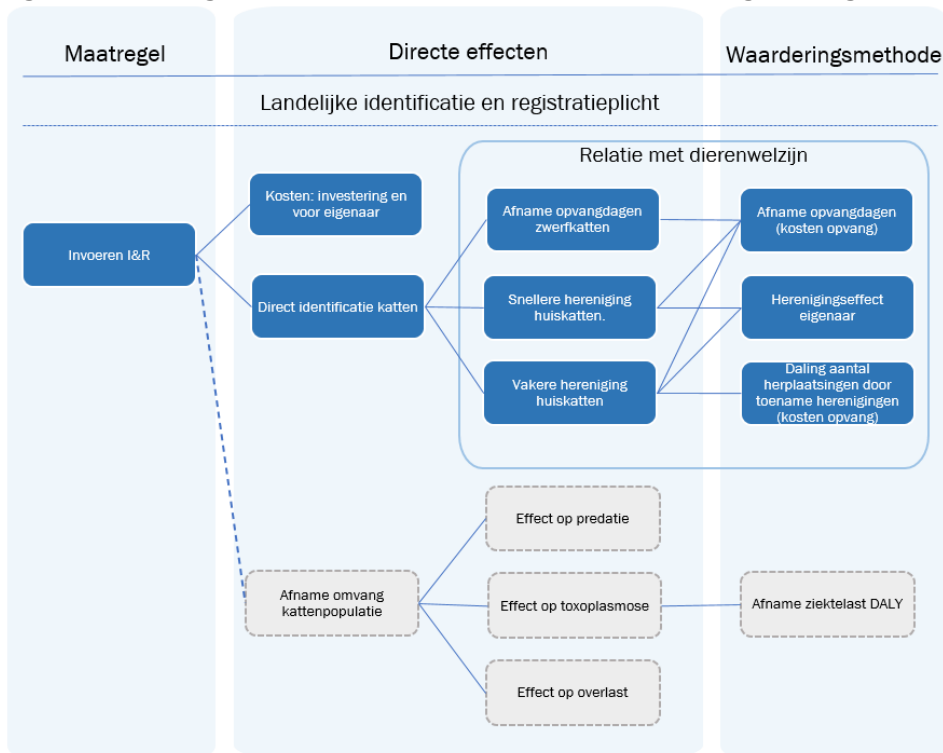 Maatregel
Directe effecten
Waarderingsmethode
Landelijke identificatie en registratieplicht
Relatie met dierenwelzijn
Invoeren I&R
Kosten: investering en
voor eigenaar
Direct identificatie katten
Afname opvangdagen
zwerfkatten
Snellere hereniging
huiskatten.
Vakere hereniging
huiskatten
Afname opvangdagen
(kosten opvang)
Herenigingseffect
eigenaar
Daling aantal
herplaatsingen door
toename herenigingen
(kosten opvang)
Afname omvang
kattenpopulatie
Effect op predatie
Effect op toxoplasmose
Effect op overlast
Afname ziektelast DALY